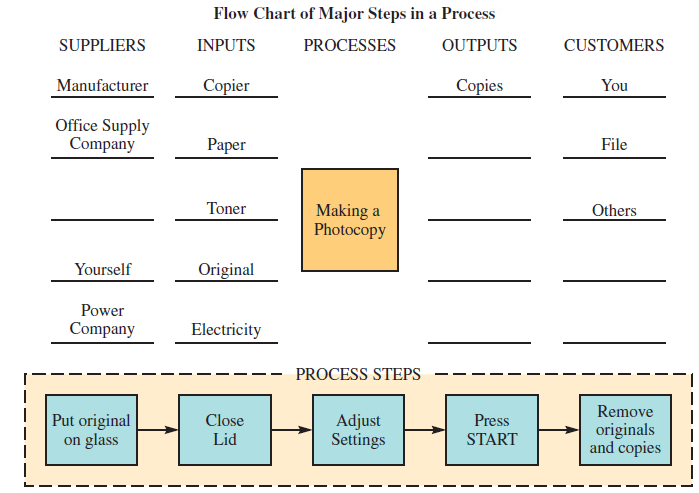 Flow Chart of Major Steps in a Process
SUPPLIERS INPUTS PROCESSES OUTPUTS CUSTOMERS
Manufacturer Copier Copies You
Office Supply
Company Paper File
Toner Others
Making a
Photocopy
Yourself Original
Power
Company Electricity
PROCESS STEPS
Put original
on glass
Close
Lid
Adjust
Settings
Press
START
Remove
originals
and copies